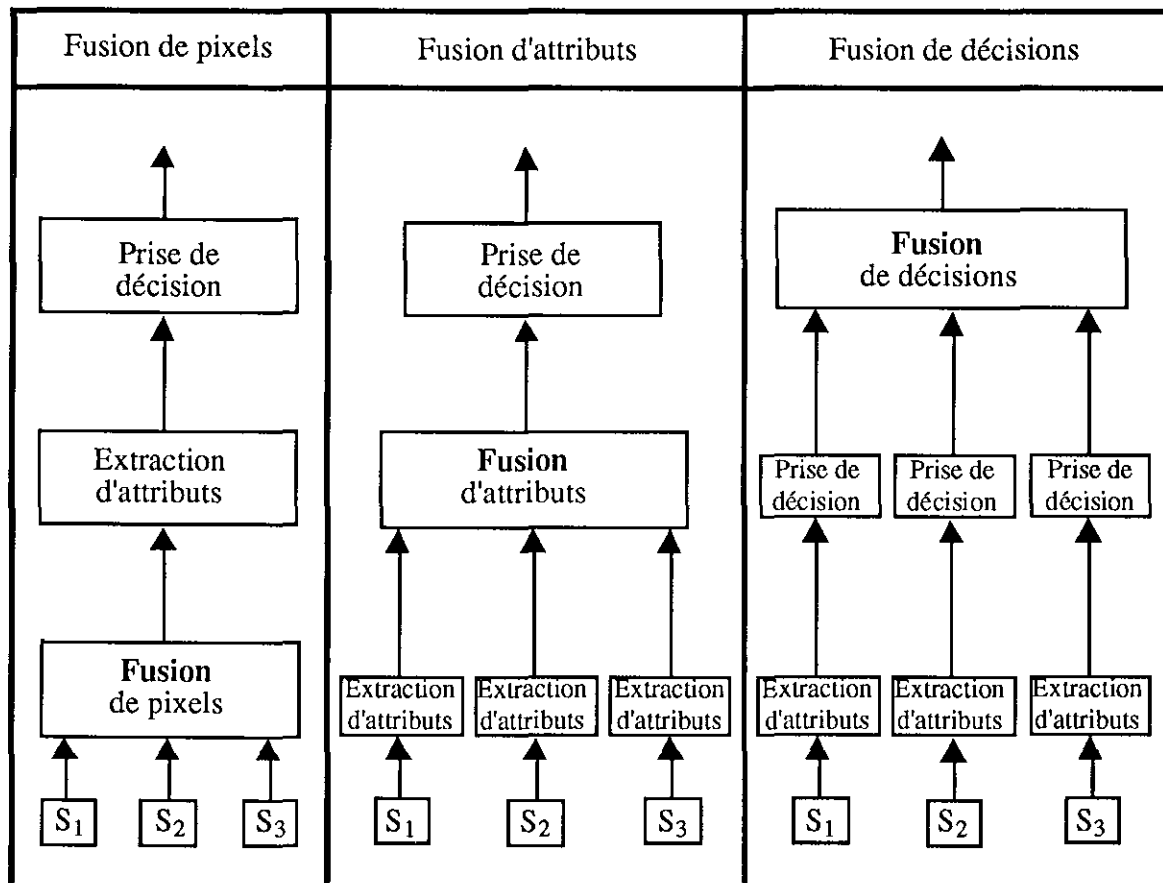 Fusion de pixels
Fusion d'attributs
Fusion de décisions
Prise de
décision
Extraction
d'attributs
Fusion
de pixels
S1
S2
S3
Prise de
décision
Fusion
d'attributs
Extraction
d'attributs
Extraction
d'attributs
Extraction
d'attributs
S1
S2
S3
Fusion
de décisions
Prise de
décision
Prise de
décision
Prise de
décision
Extraction
d'attributs
Extraction
d'attributs
Extraction
d'attributs
S1
S2
S3